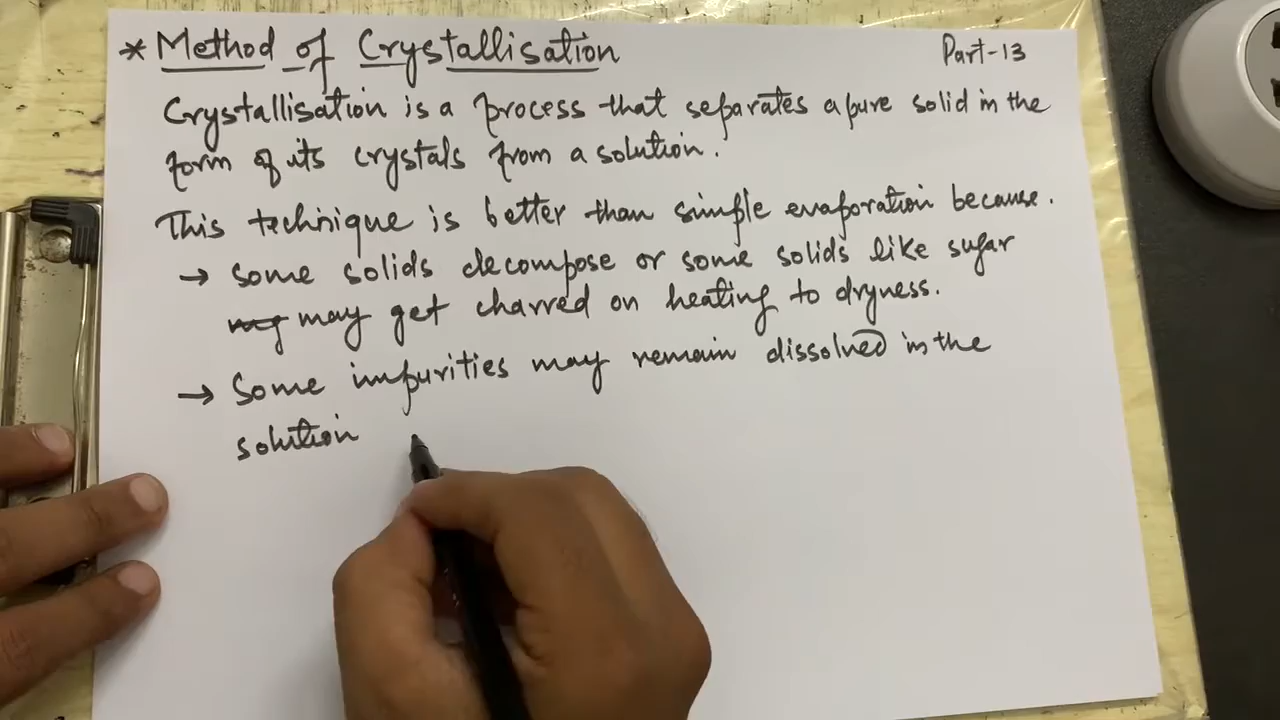 * Method of Crystallisation
Part-13
Crystallisation is a process that separates a pure solid in the
form of its crystals from a solution.
This technique is better than simple evaporation because.
→ some solids decompose or some solids like sugar
may may get charred on heating to dryness.
→ Some impurities may remain dissolved in the
solution